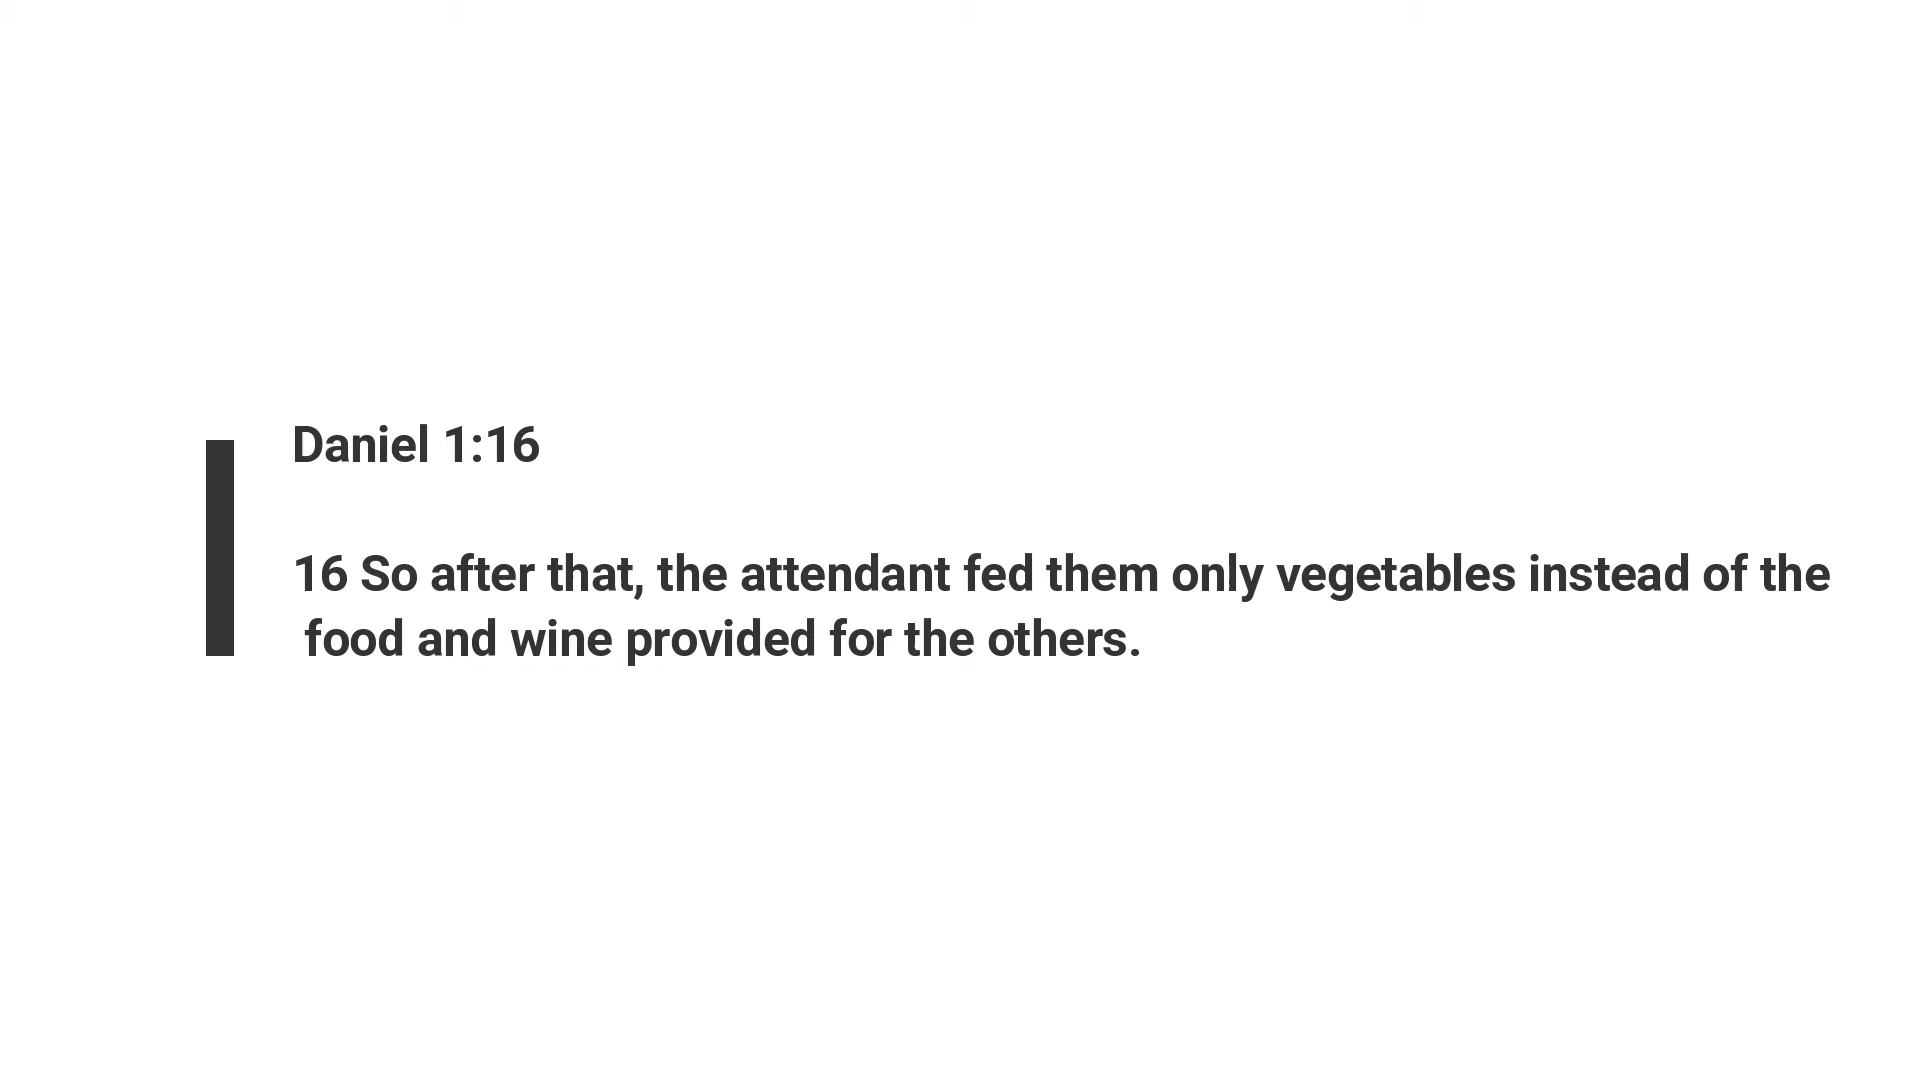 Daniel 1:16
16 So after that, the attendant fed them only vegetables instead of the
food and wine provided for the others.